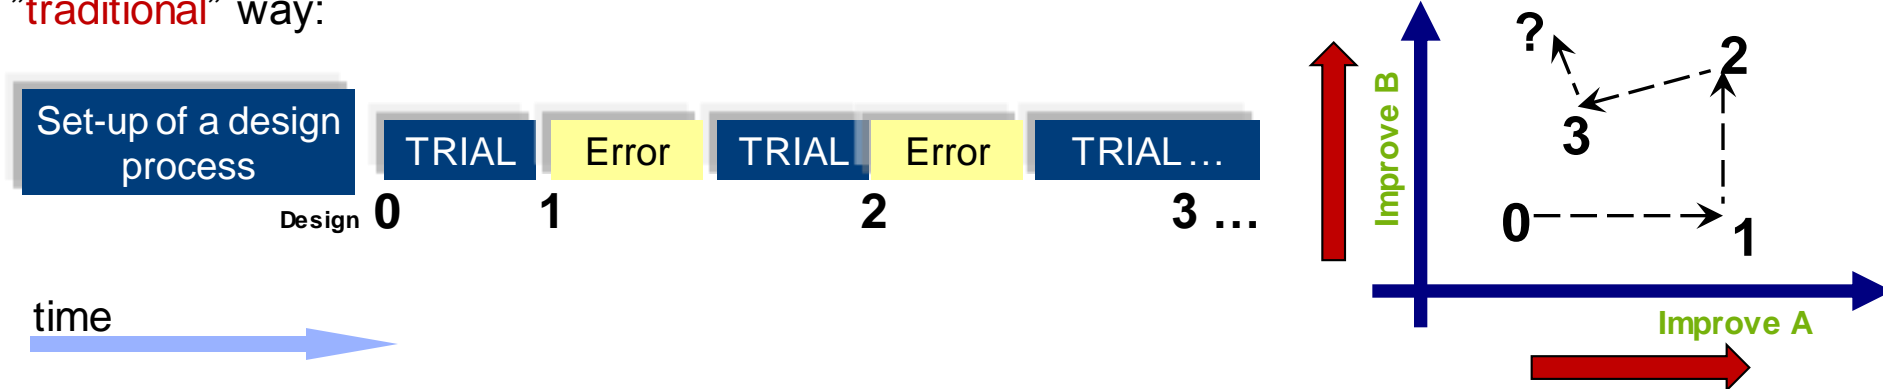 "traditional" way:
Set-up of a design
process
TRIAL
Error
TRIAL
Error
TRIAL...
Design 0 1 2 3 ...
time
?
2
3
0
1
Improve B
Improve A